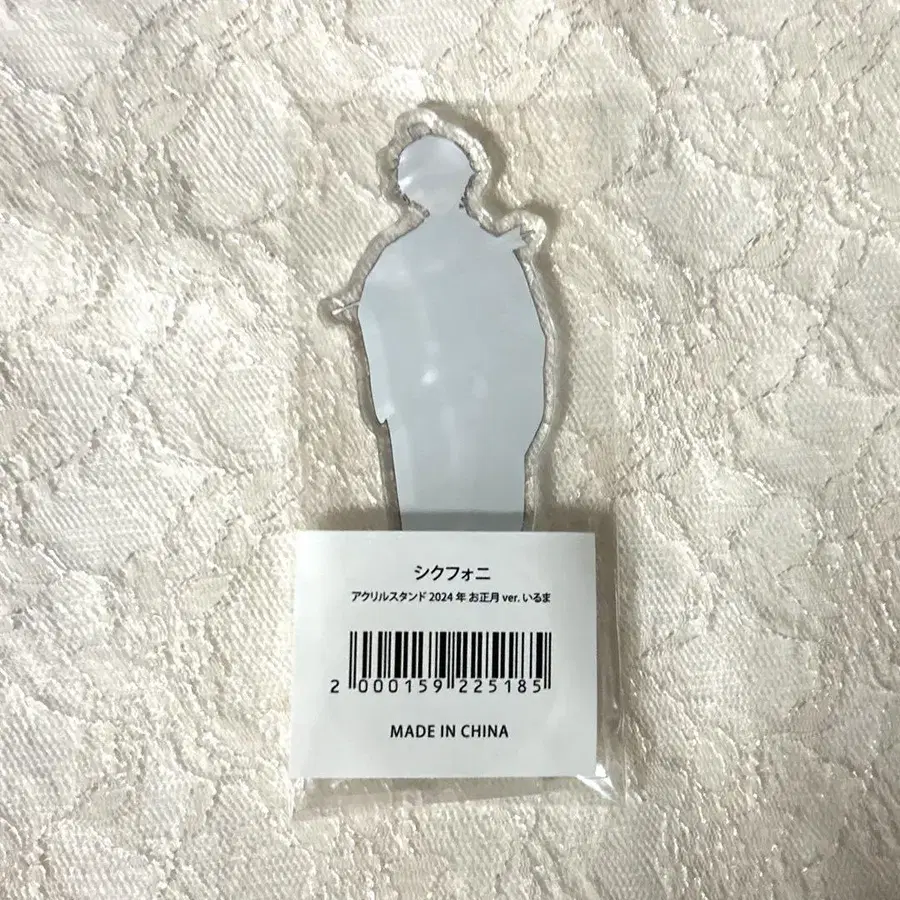 シクフォニ
アクリルスタンド 2024 年 お正月 ver. いるま
2 000159 225185
MADE IN CHINA